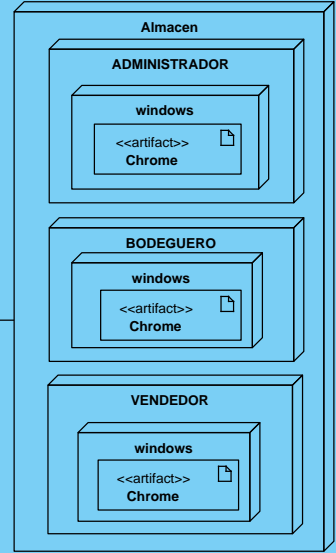 Almacen
ADMINISTRADOR
windows
<<artifact>>
Chrome
BODEGUERO
windows
<<artifact>>
Chrome
VENDEDOR
windows
<<artifact>>
Chrome